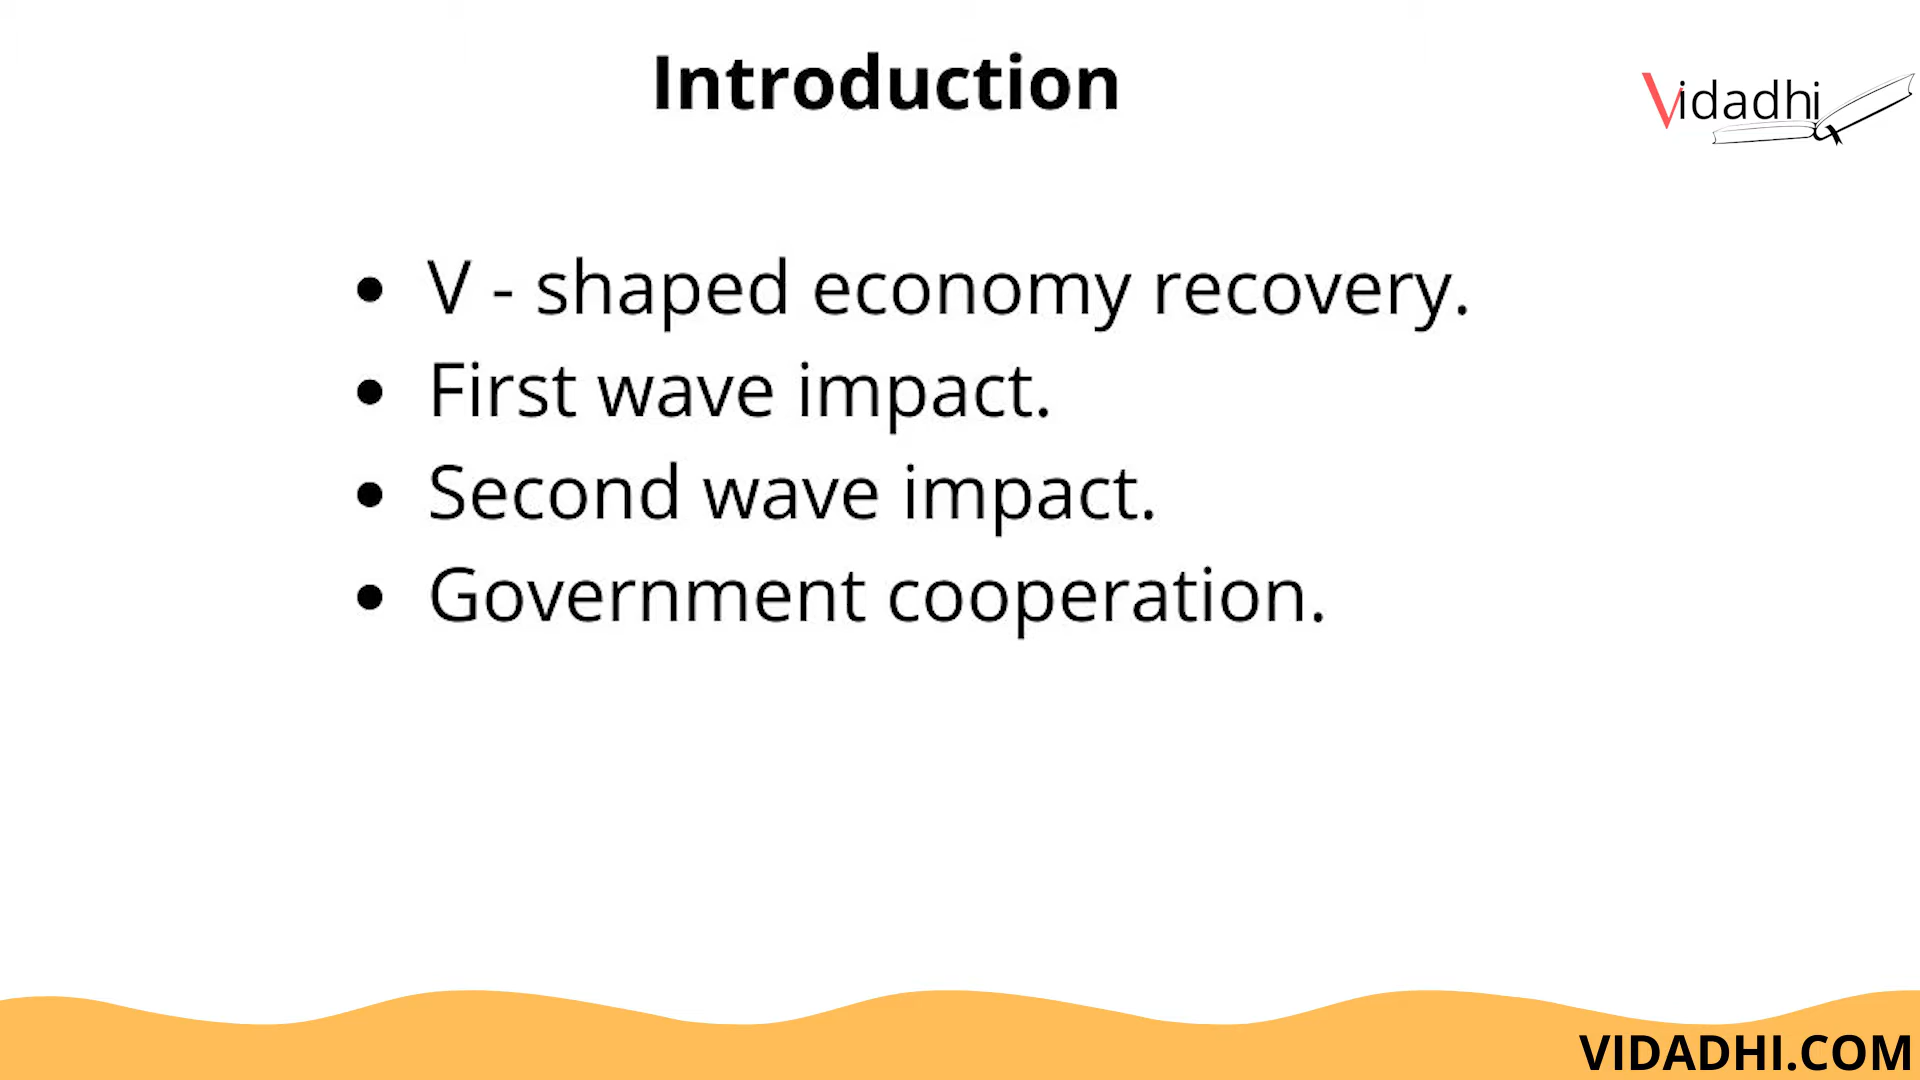 Introduction
Vidadhi
• V - shaped economy recovery.
• First wave impact.
• Second wave impact.
• Government cooperation.
VIDADHI.COM